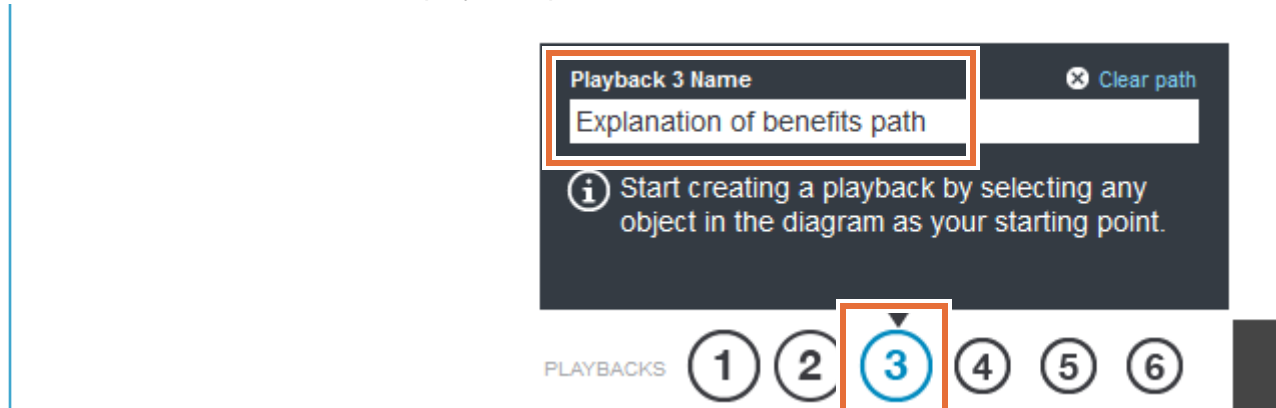 Playback 3 Name
Clear path
Explanation of benefits path
Start creating a playback by selecting any
object in the diagram as your starting point.
PLAYBACKS 1 2 3 4 5 6